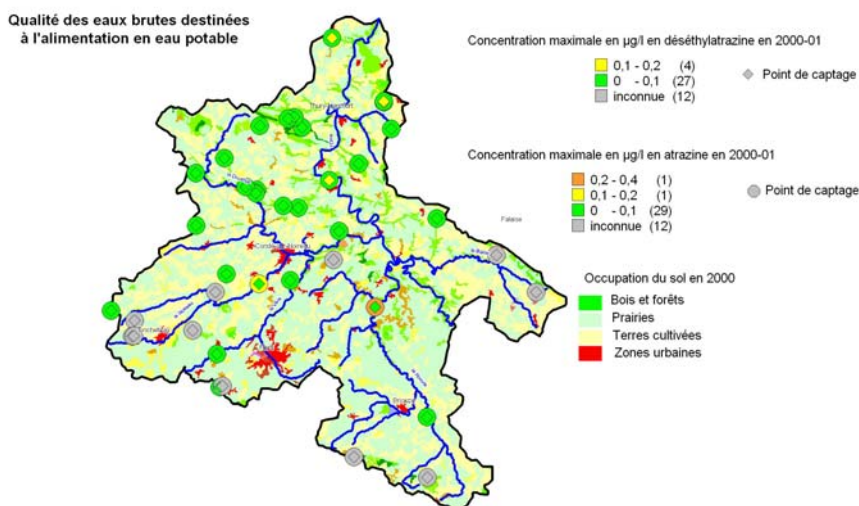 Qualité des eaux brutes destinées
à l'alimentation en eau potable
Concentration maximale en µg/l en déséthylatrazine en 2000-01
0,1 - 0,2 (4)
0 - 0,1 (27)
inconnue (12)
Point de captage
Concentration maximale en µg/l en atrazine en 2000-01
0,2 - 0,4 (1)
0,1 - 0,2 (1)
0 - 0,1 (29)
inconnue (12)
Point de captage
Occupation du sol en 2000
Bois et forêts
Prairies
Terres cultivées
Zones urbaines
Falaise